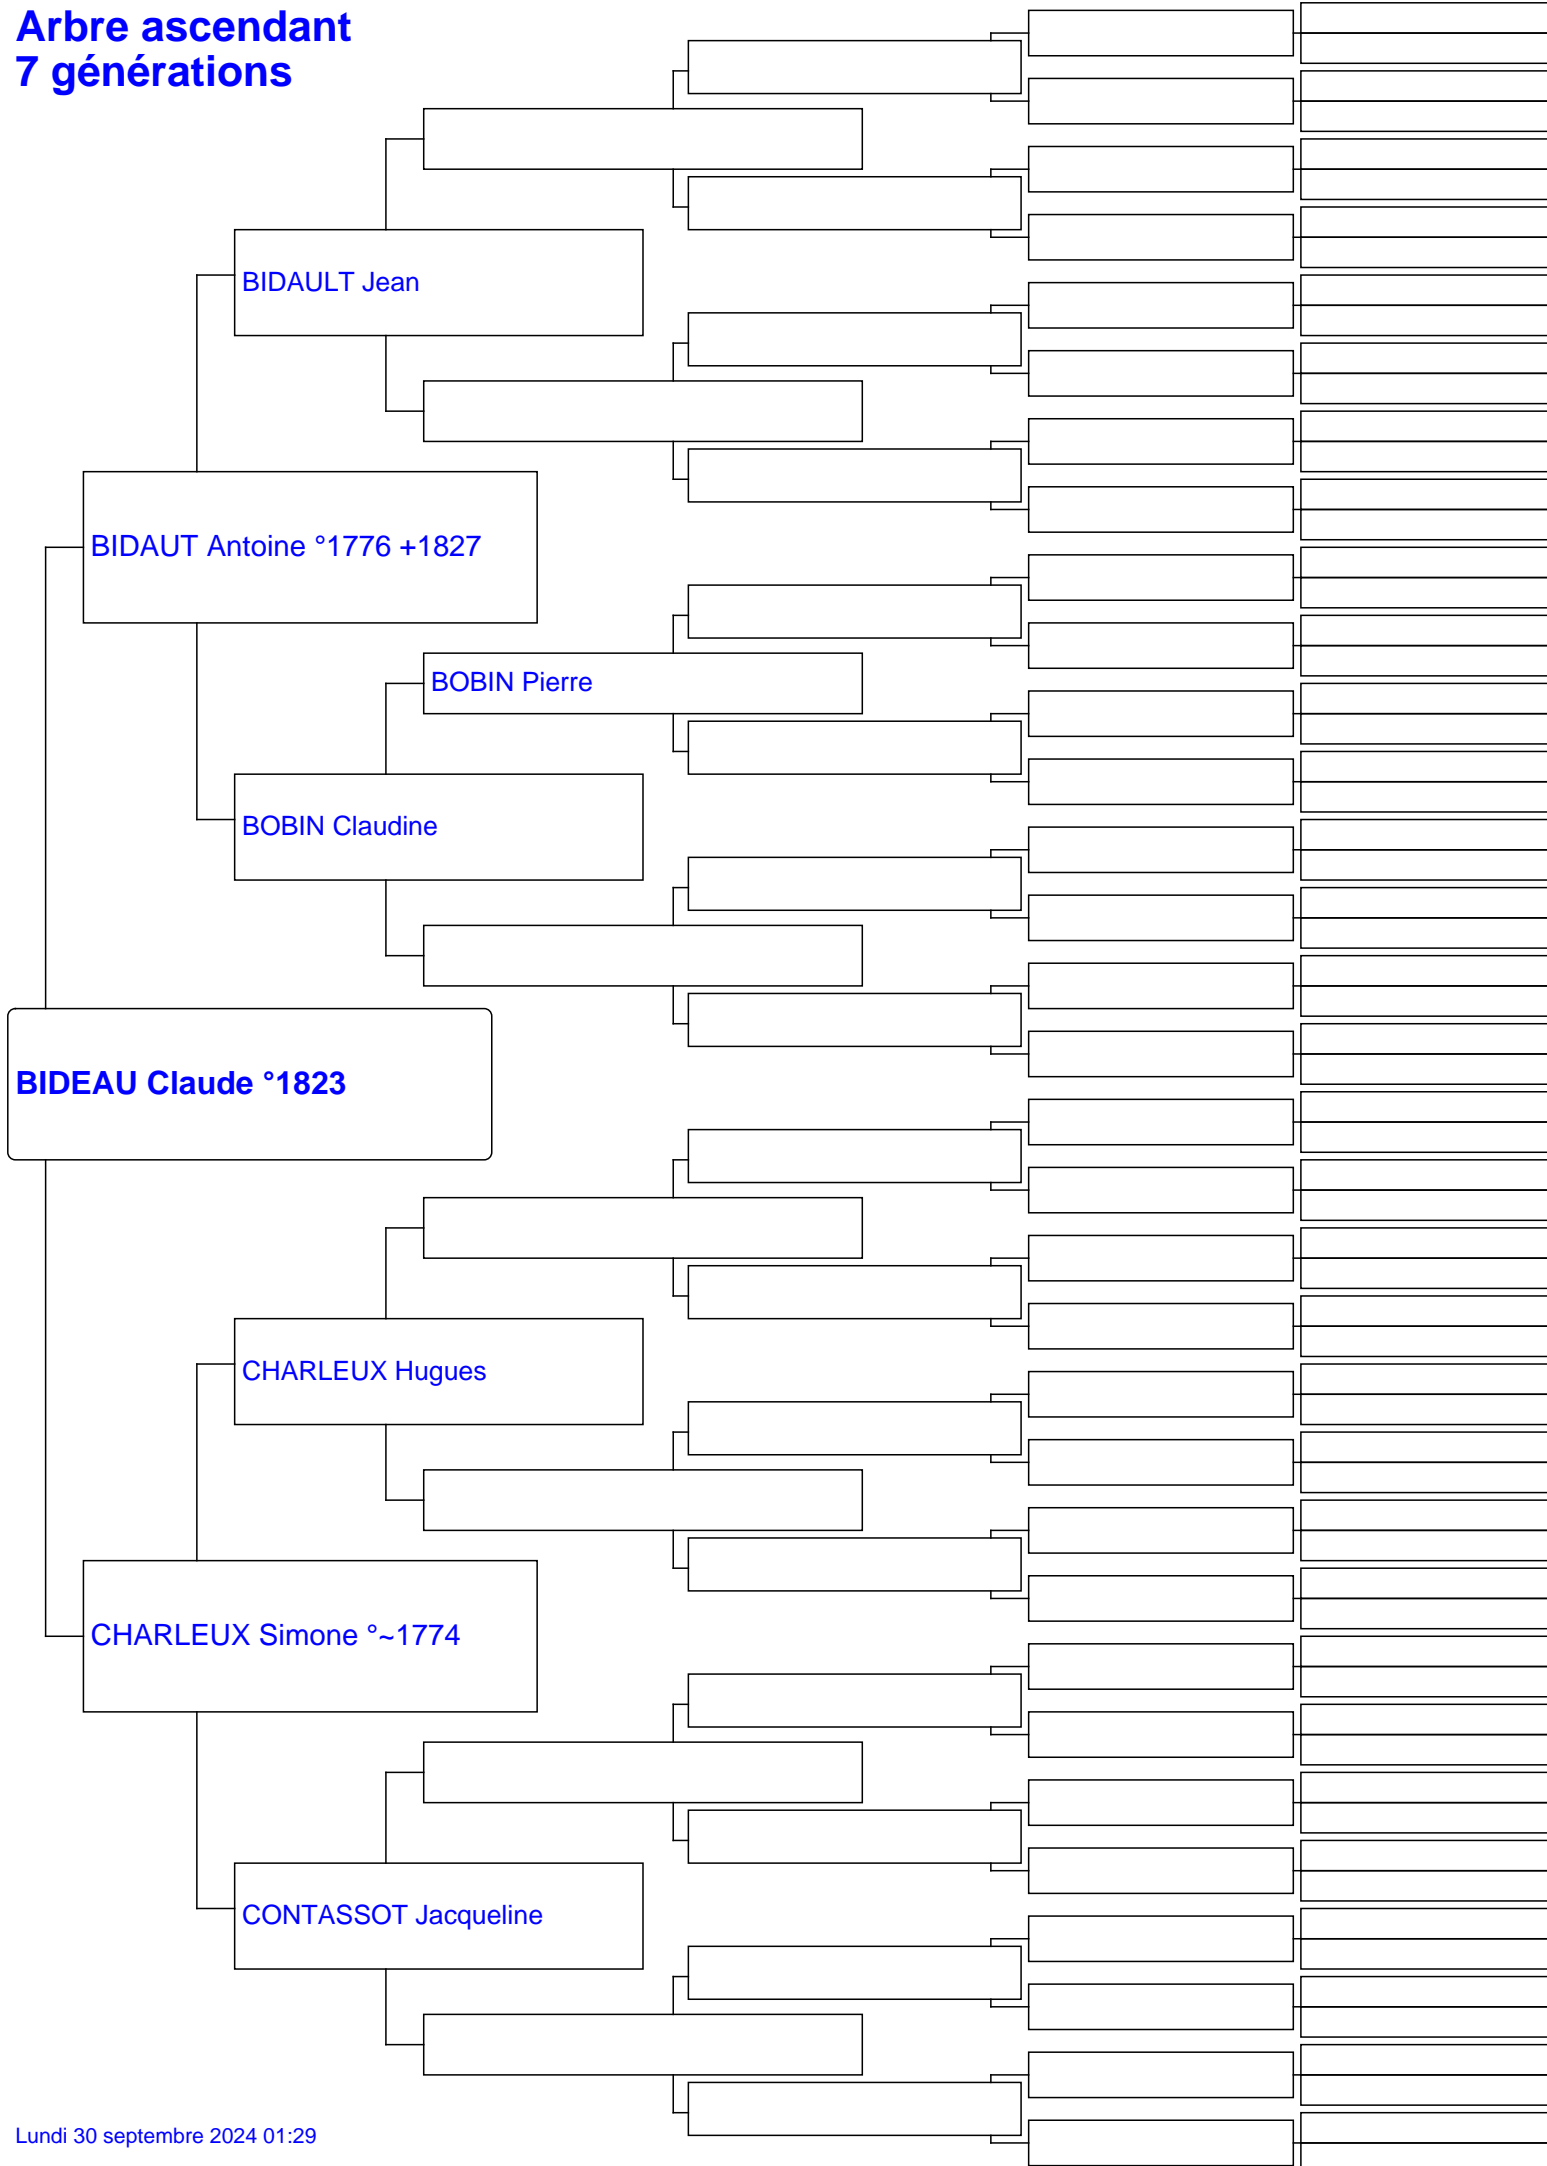 Arbre ascendant
7 générations
BIDAULT Jean
BIDAUT Antoine °1776 +1827
BOBIN Pierre
BOBIN Claudine
BIDEAU Claude °1823
CHARLEUX Hugues
CHARLEUX Simone °~1774
CONTASSOT Jacqueline
Lundi 30 septembre 2024 01:29